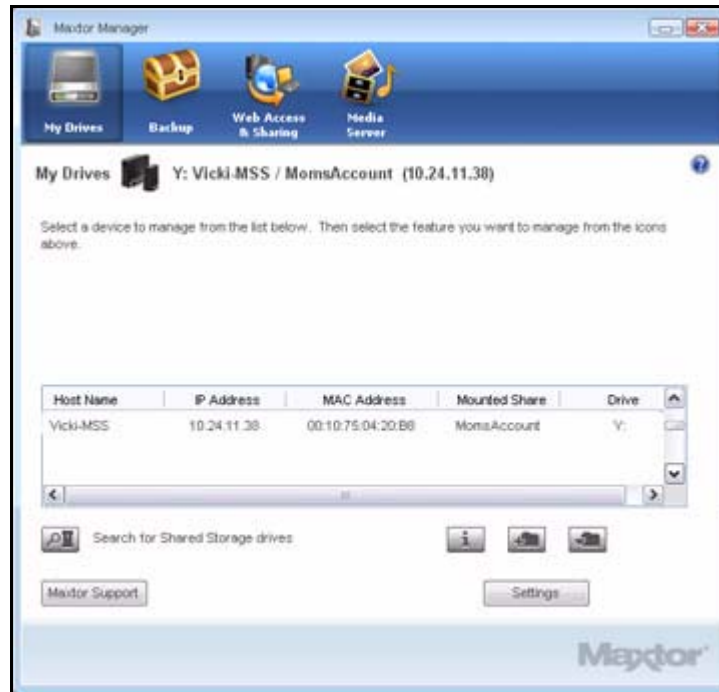 Maxtor Manager
My Drives
Backup
Web Access
& Sharing
Media
Server
My Drives Y: Vicki-MSS / MomsAccount (10.24.11.38)
Select a device to manage from the list below. Then select the feature you want to manage from the icons
above.
Host Name IP Address MAC Address Mounted Share Drive
Vicki-MSS 10.24.11.38 00:10:75:04:20:B6 MomsAccount Y:
Search for Shared Storage drives
Maxtor Support Settings
Maxtor